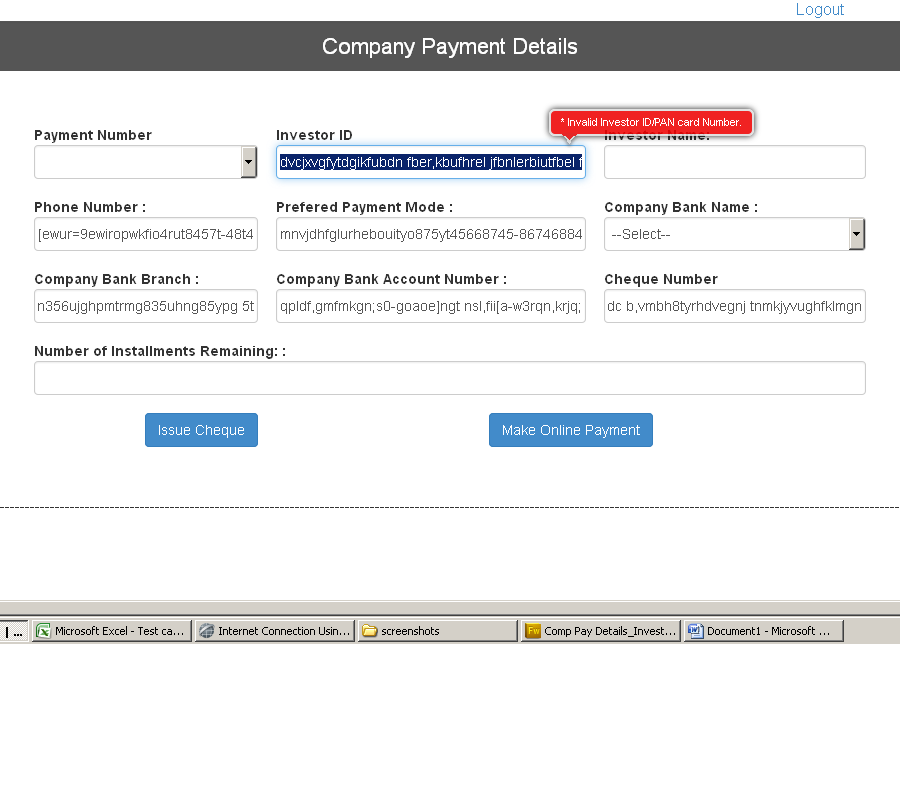 Logout
Company Payment Details
* Invalid Investor ID/PAN card Number.
Payment Number
Investor ID
Investor Name:
dvcjxvgfytdgikfubdn fber,kbufhrel jfbnlerbiutfbel f
Phone Number :
Prefered Payment Mode :
Company Bank Name :
[ewur=9ewiropwkfio4rut8457t-48t4
mnvjdhfglurhebouityo875yt45668745-86746884
--Select--
Company Bank Branch :
Company Bank Account Number :
Cheque Number
n356ujghpmtrmg835uhng85ypg 5t
qpldf,gmfmkgn;s0-goaoe]ngt nsl,fii[a-w3rqn,krjq;
dc b,vmbh8tyrhdvegnj tnmkjyvughfklmgn
Number of Installments Remaining: :
Issue Cheque
Make Online Payment
...
Microsoft Excel - Test ca...
Internet Connection Usin...
screenshots
Comp Pay Details_Invest...
Document1 - Microsoft ...